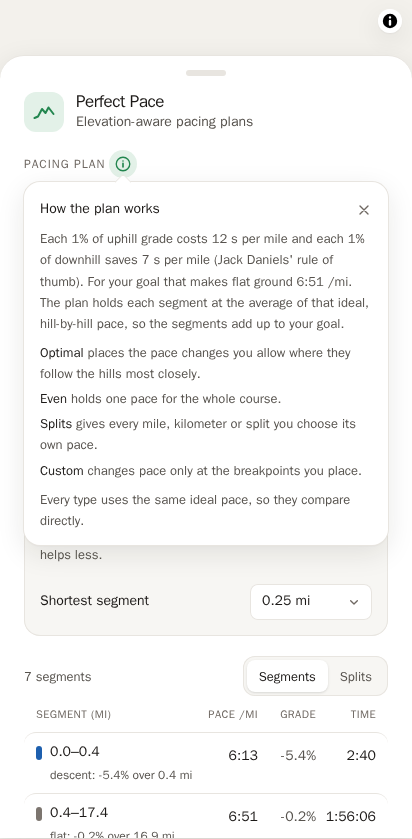 Perfect Pace
Elevation-aware pacing plans
PACING PLAN
How the plan works
Each 1% of uphill grade costs 12 s per mile and each 1%
of downhill saves 7 s per mile (Jack Daniels' rule of
thumb). For your goal that makes flat ground 6:51 /mi.
The plan holds each segment at the average of that ideal,
hill-by-hill pace, so the segments add up to your goal.
Optimal places the pace changes you allow where they
follow the hills most closely.
Even holds one pace for the whole course.
Splits gives every mile, kilometer or split you choose its
own pace.
Custom changes pace only at the breakpoints you place.
Every type uses the same ideal pace, so they compare
directly.
helps less.
Shortest segment 0.25 mi
7 segments Segments Splits
SEGMENT (MI) PACE /MI GRADE TIME
0.0–0.4 6:13 -5.4% 2:40
descent: -5.4% over 0.4 mi
0.4–17.4 6:51 -0.2% 1:56:06
flat: -0.2% over 16.9 mi